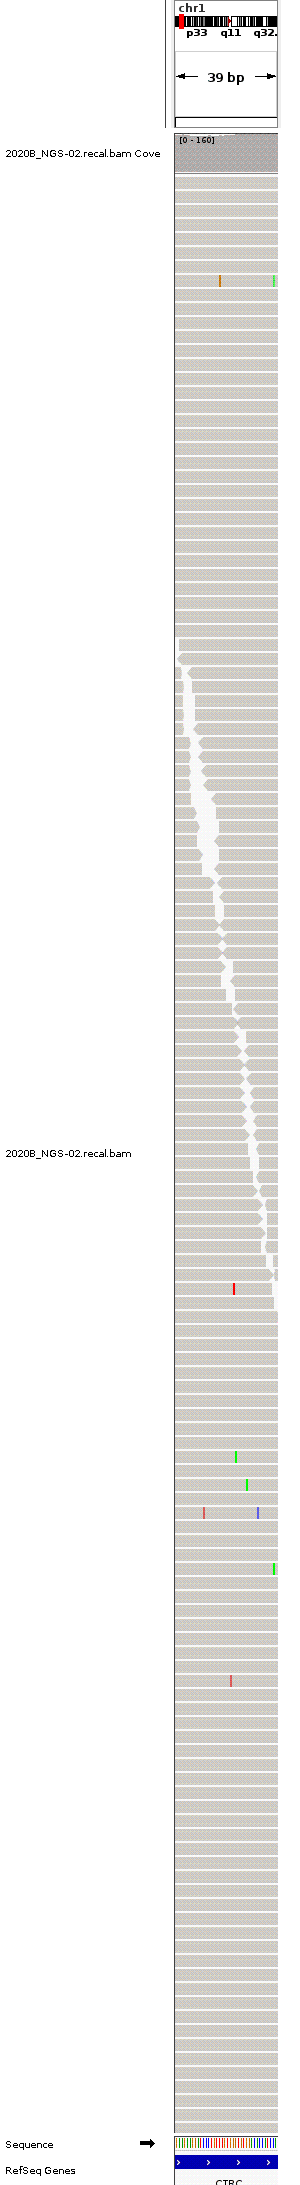 chr1
p33 q11 q32.
39 bp
[0 - 160]
2020B_NGS-02.recal.bam Cove
2020B_NGS-02.recal.bam
Sequence
RefSeq Genes
CTRC